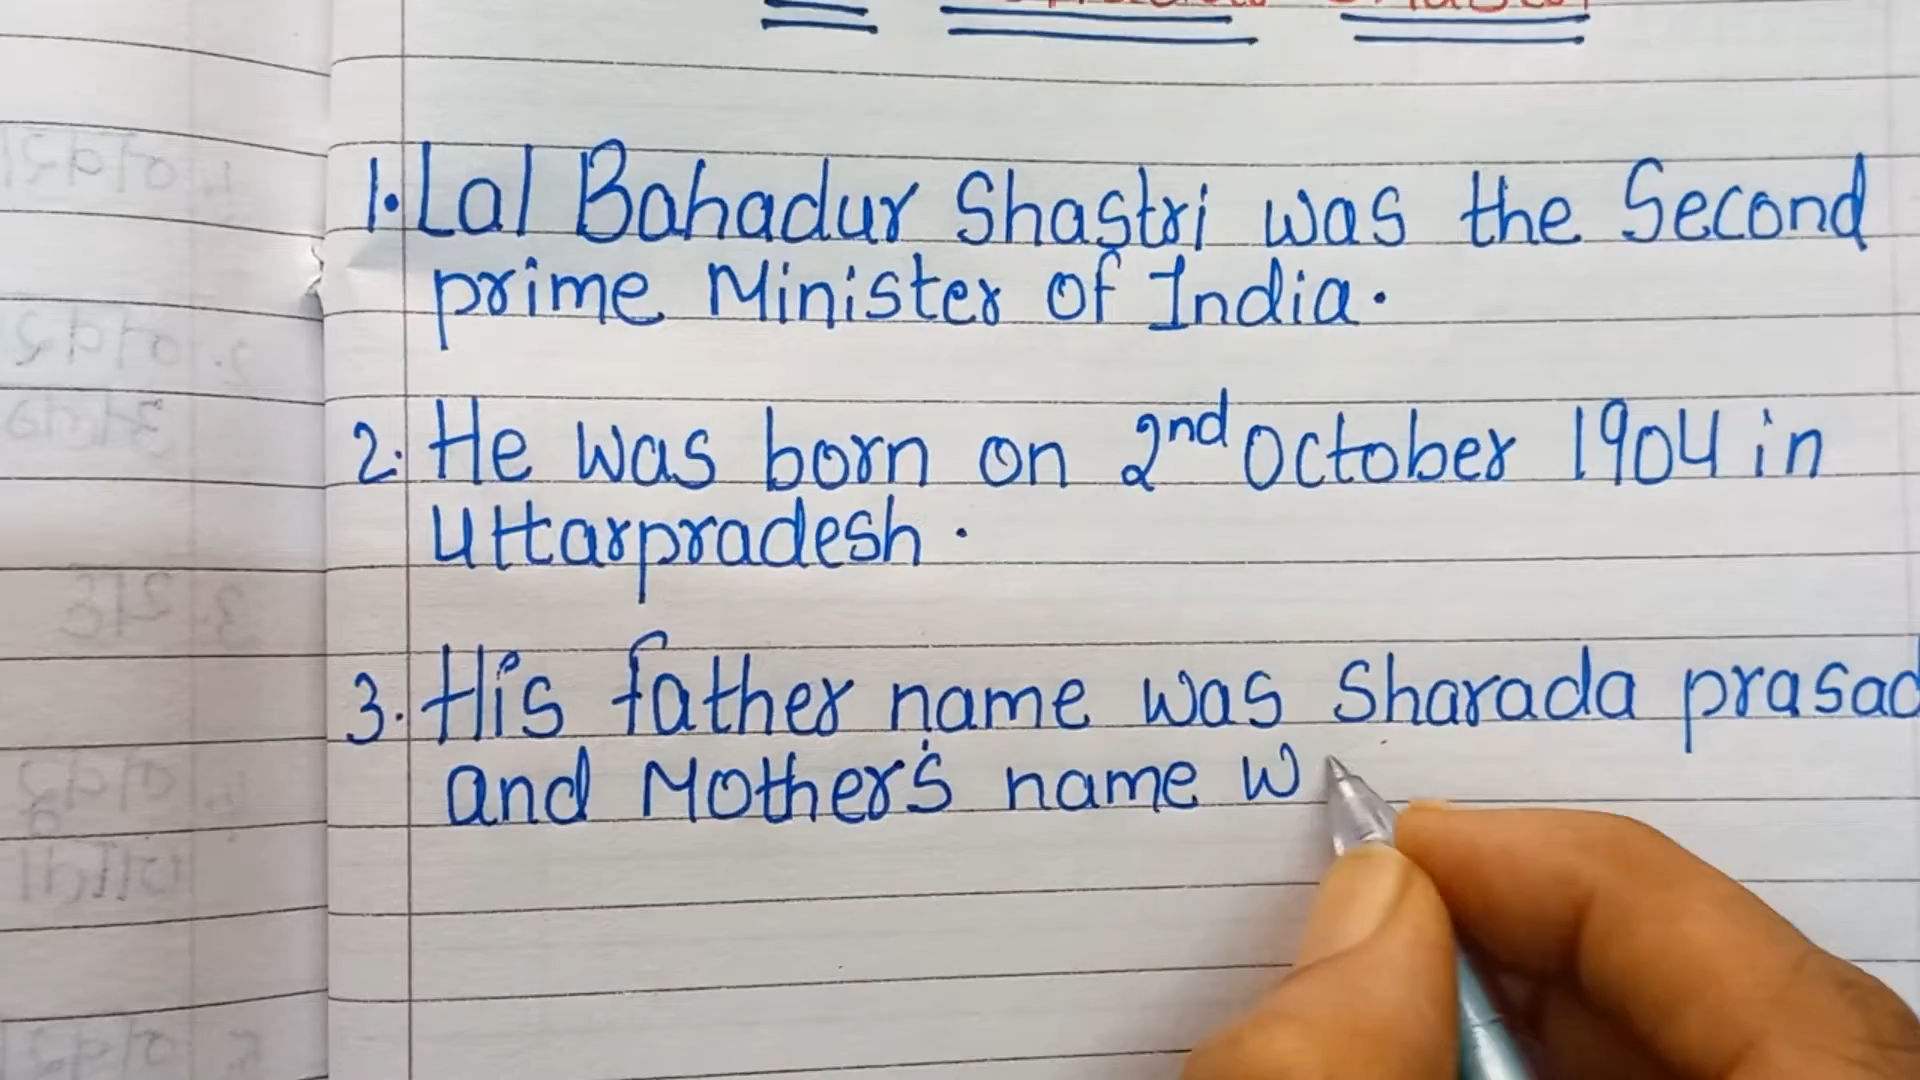 1. Lal Bahadur Shastri was the Second
prime Minister of India.
2. He was born on 2nd October 1904 in
Uttarpradesh.
3. His father name was Sharada prasad
and Mother's name w